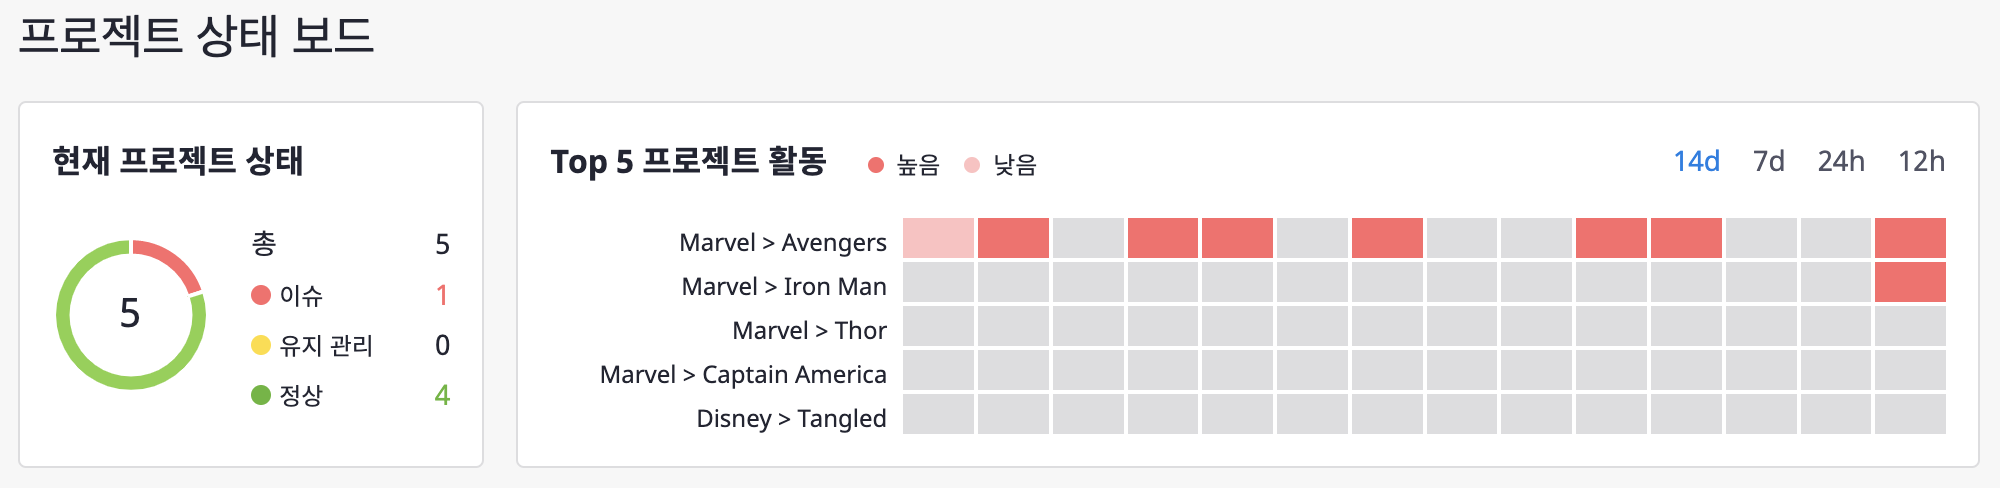 프로젝트 상태 보드
현재 프로젝트 상태
5
총 5
이슈 1
유지 관리 0
정상 4
Top 5 프로젝트 활동 높음 낮음 14d 7d 24h 12h
Marvel > Avengers
Marvel > Iron Man
Marvel > Thor
Marvel > Captain America
Disney > Tangled